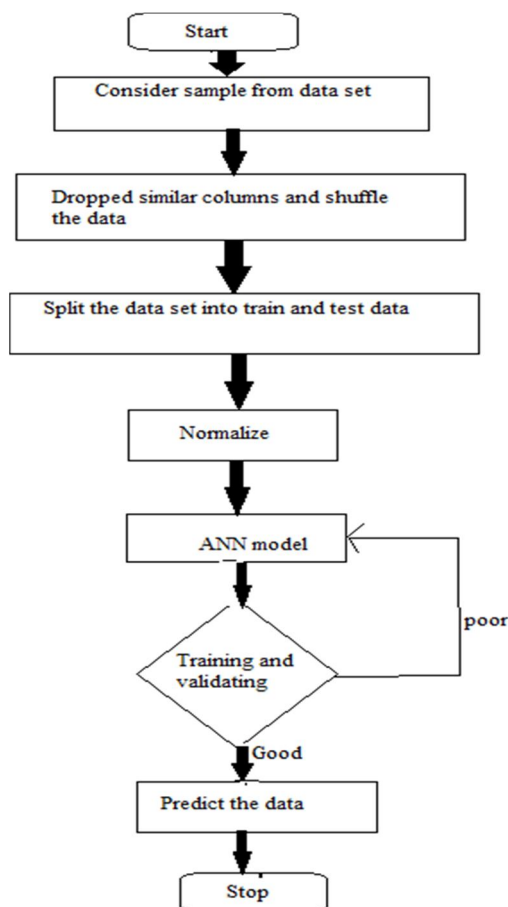 Start
Consider sample from data set
Dropped similar columns and shuffle
the data
Split the data set into train and test data
Normalize
ANN model
poor
Training and
validating
Good
Predict the data
Stop